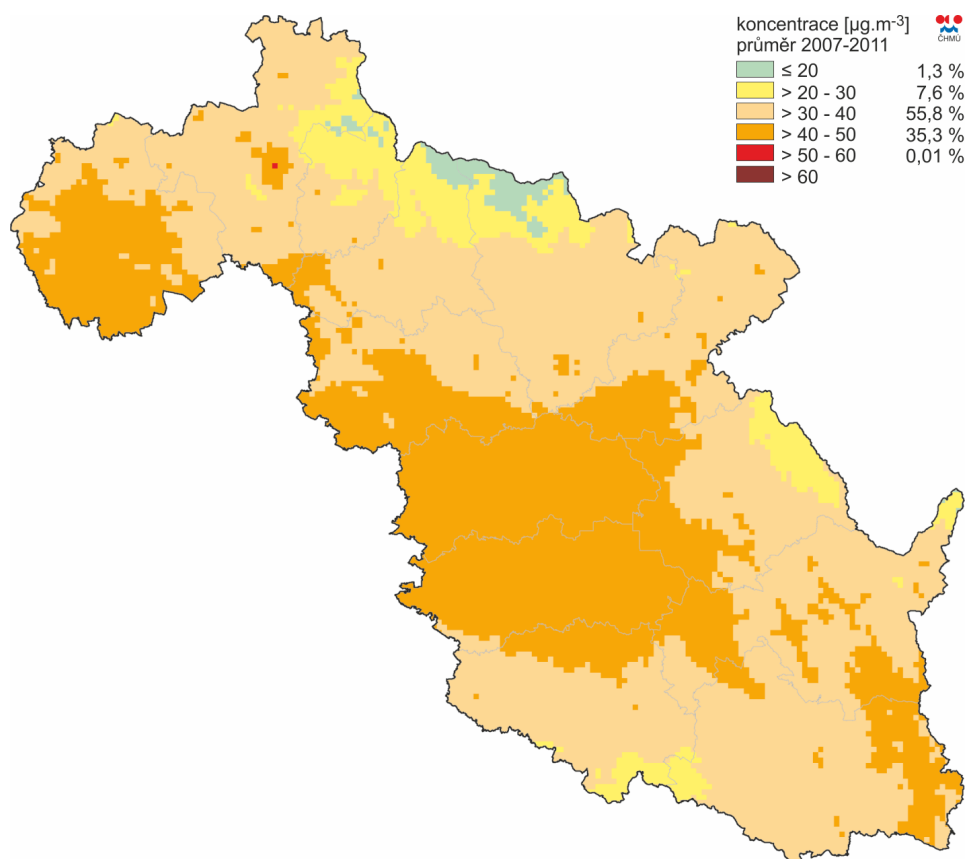 koncentrace [µg.m-3]
ČHMÚ
průměr 2007-2011
≤ 20 1,3 %
> 20 - 30 7,6 %
> 30 - 40 55,8 %
> 40 - 50 35,3 %
> 50 - 60 0,01 %
> 60